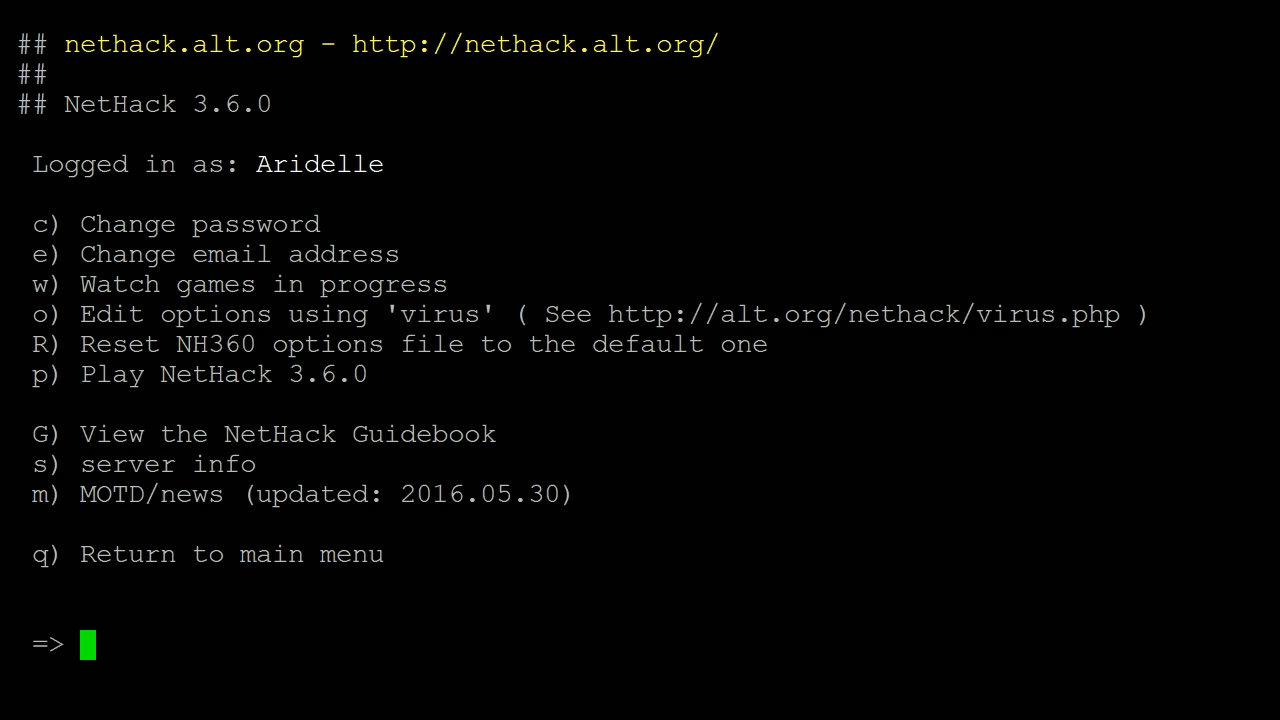 ## nethack.alt.org - http://nethack.alt.org/
##
## NetHack 3.6.0
Logged in as: Aridelle
c) Change password
e) Change email address
w) Watch games in progress
o) Edit options using 'virus' ( See http://alt.org/nethack/virus.php )
R) Reset NH360 options file to the default one
p) Play NetHack 3.6.0
G) View the NetHack Guidebook
s) server info
m) MOTD/news (updated: 2016.05.30)
q) Return to main menu
=>